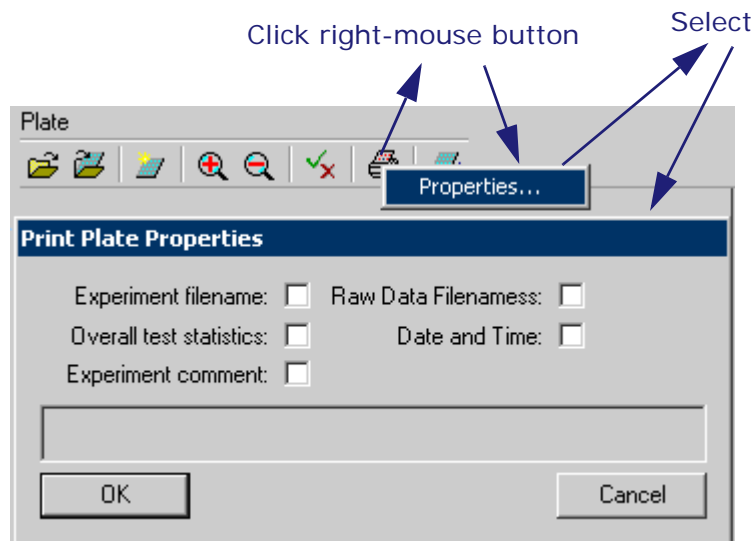 Select
Click right-mouse button
Plate
Properties...
Print Plate Properties
Experiment filename: Raw Data Filenamess:
Overall test statistics: Date and Time:
Experiment comment:
OK Cancel